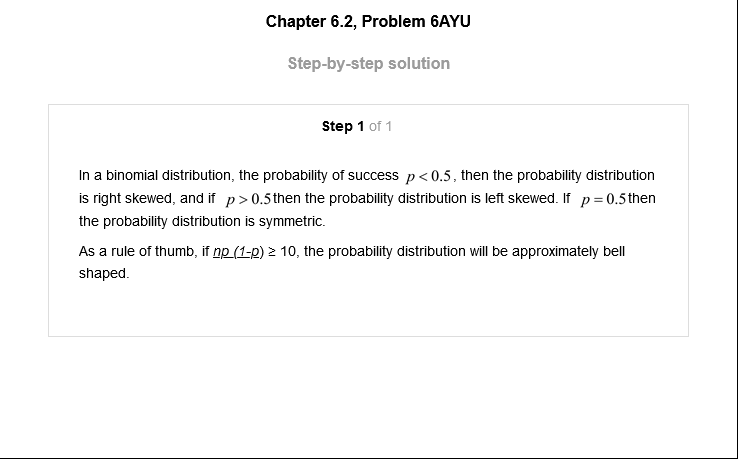 Chapter 6.2, Problem 6AYU
Step-by-step solution
Step 1 of 1
In a binomial distribution, the probability of success p < 0.5, then the probability distribution
is right skewed, and if p > 0.5 then the probability distribution is left skewed. If p = 0.5 then
the probability distribution is symmetric.
As a rule of thumb, if np (1-p) ≥ 10, the probability distribution will be approximately bell
shaped.